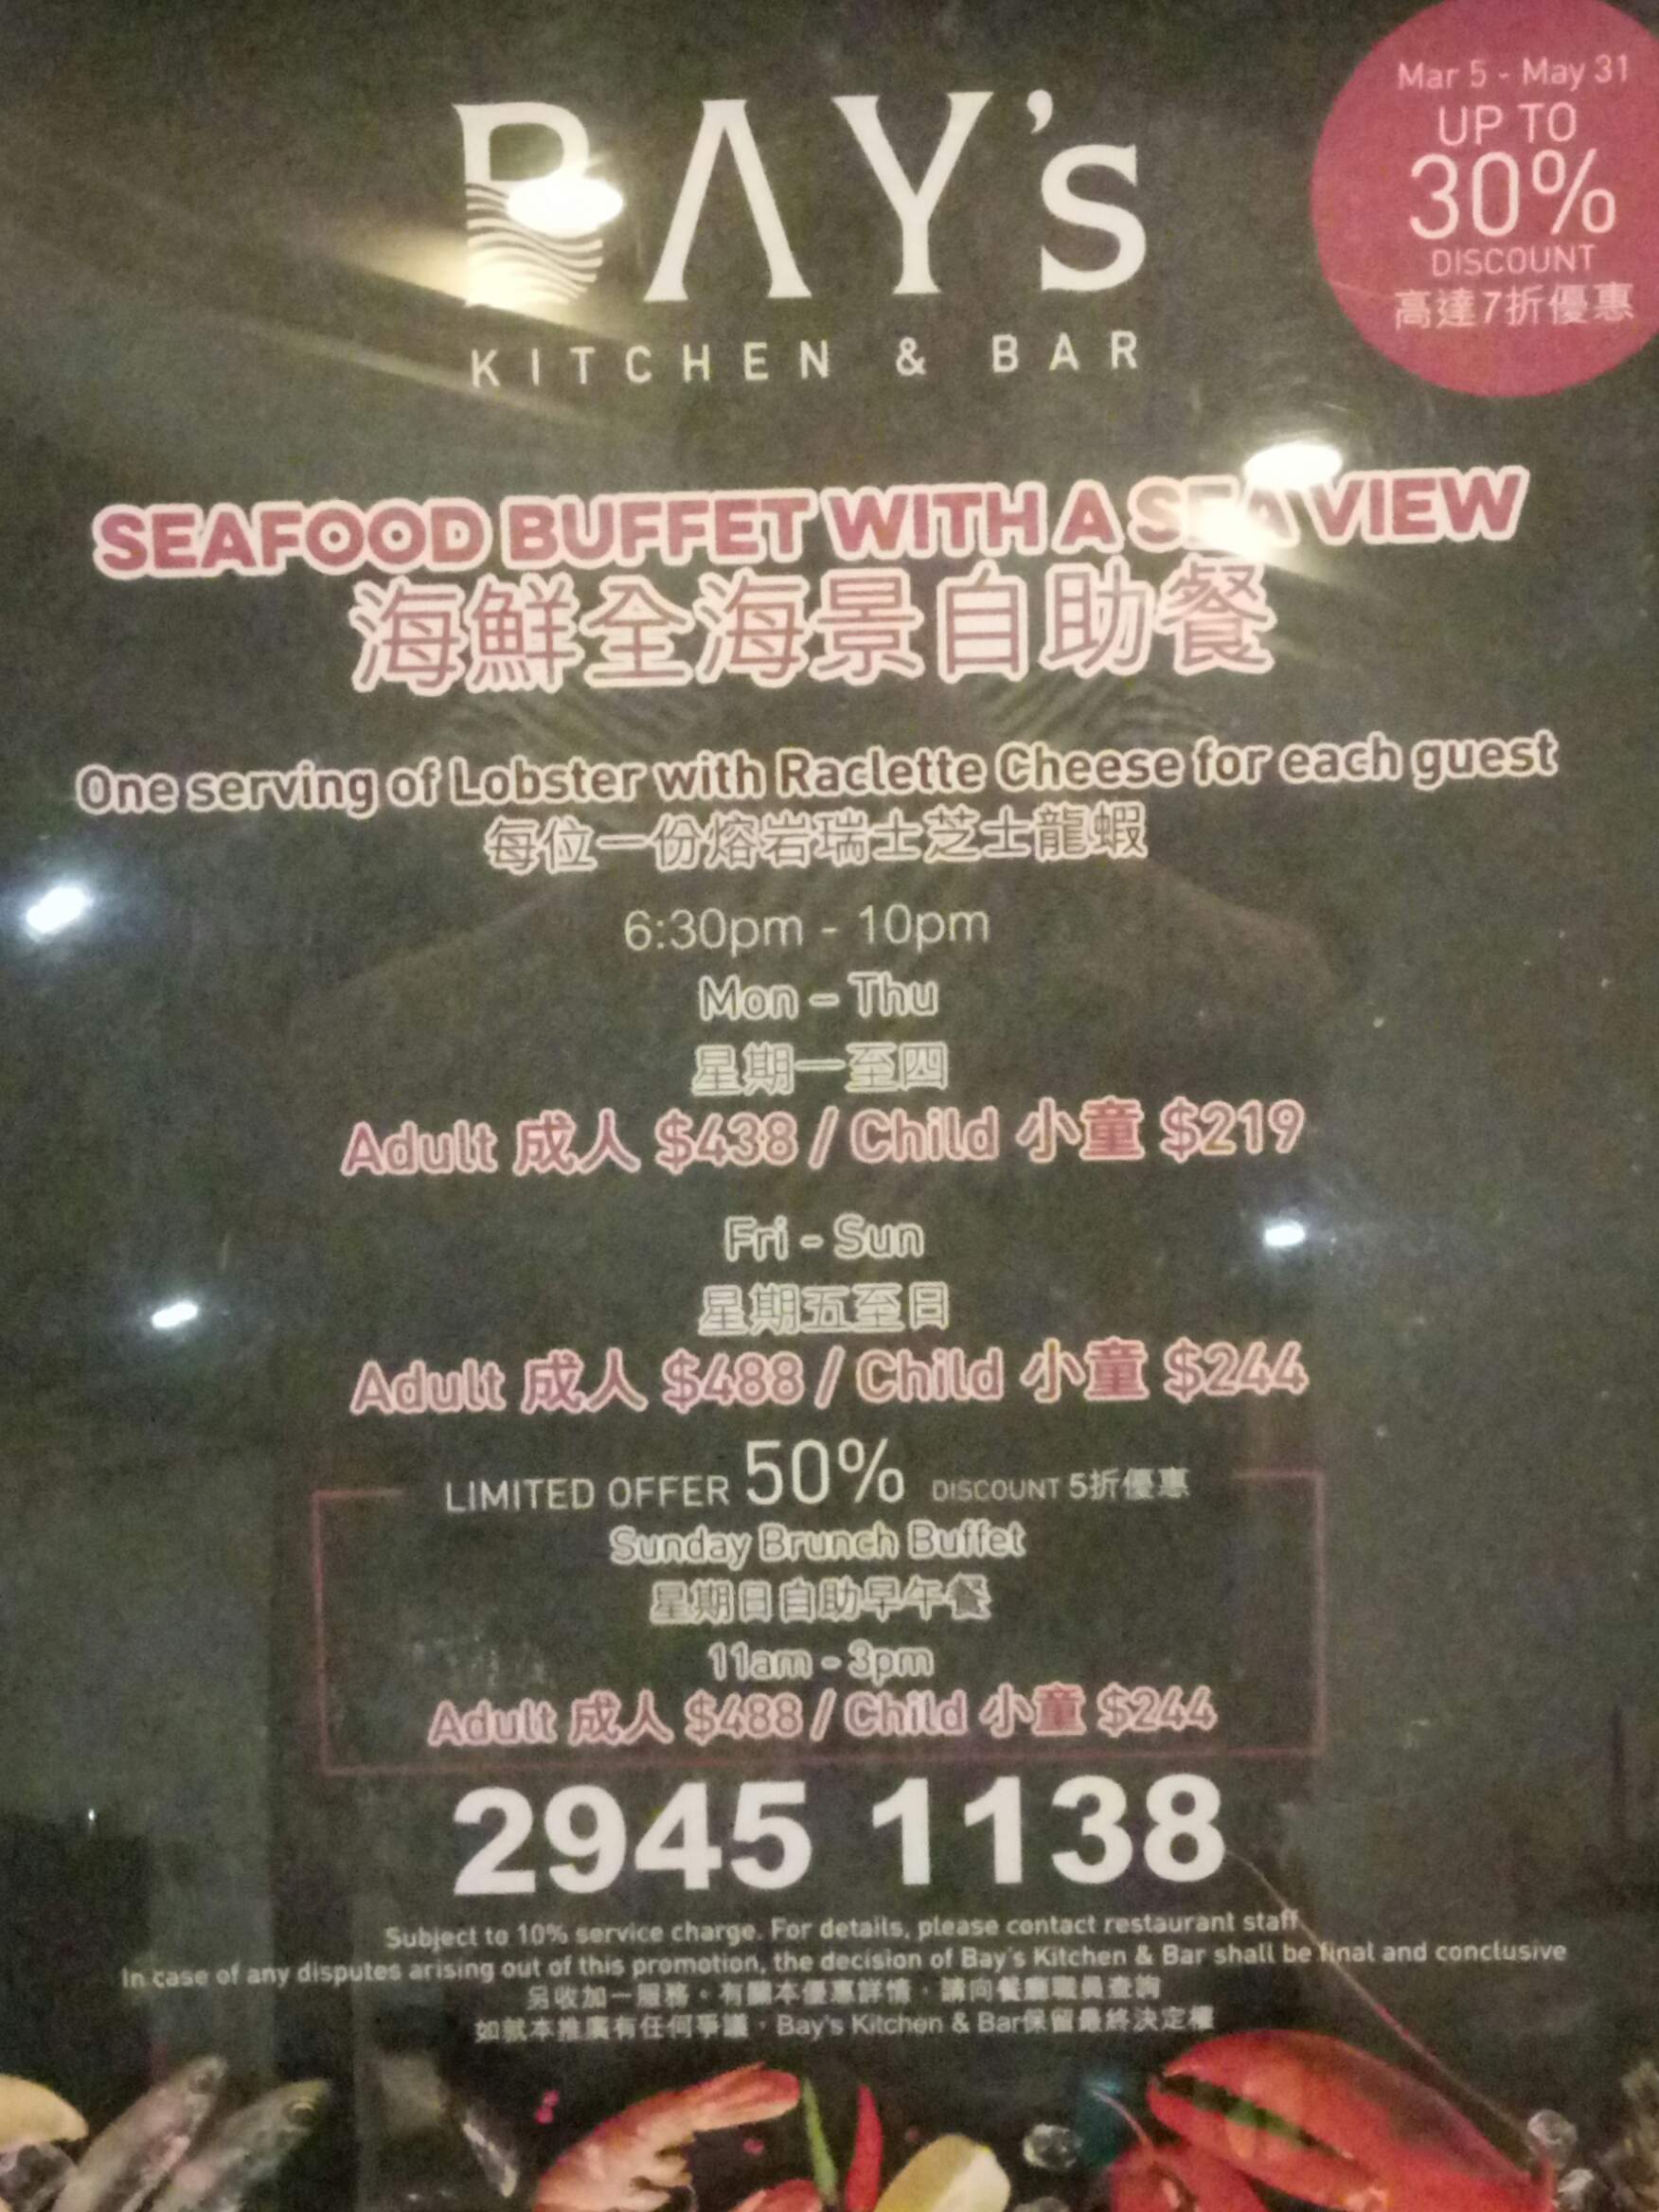 BAY's
KITCHEN & BAR
Mar 5 - May 31
UP TO
30%
DISCOUNT
高達7折優惠
SEAFOOD BUFFET WITH A SEA VIEW
海鮮全海景自助餐
One serving of Lobster with Raclette Cheese for each guest
每位一份熔岩瑞士芝士龍蝦
6:30pm - 10pm
Mon – Thu
星期一至四
Adult 成人 $438 / Child 小童 $219
Fri - Sun
星期五至日
Adult 成人 $488 / Child 小童 $244
LIMITED OFFER 50% DISCOUNT 5折優惠
Sunday Brunch Buffet
星期日自助早午餐
11am - 3pm
Adult 成人 $488 / Child 小童 $244
2945 1138
Subject to 10% service charge. For details, please contact restaurant staff
In case of any disputes arising out of this promotion, the decision of Bay's Kitchen & Bar shall be final and conclusive
另收加一服務。有關本優惠詳情，請向餐廳職員查詢
如就本推廣有任何爭議，Bay's Kitchen & Bar保留最終決定權